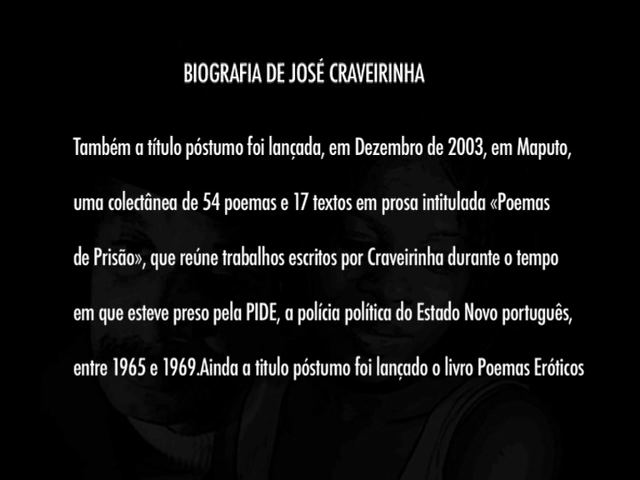 BIOGRAFIA DE JOSÉ CRAVEIRINHA
Também a título póstumo foi lançada, em Dezembro de 2003, em Maputo,
uma colectânea de 54 poemas e 17 textos em prosa intitulada «Poemas
de Prisão», que reúne trabalhos escritos por Craveirinha durante o tempo
em que esteve preso pela PIDE, a polícia política do Estado Novo português,
entre 1965 e 1969.Ainda a titulo póstumo foi lançado o livro Poemas Eróticos